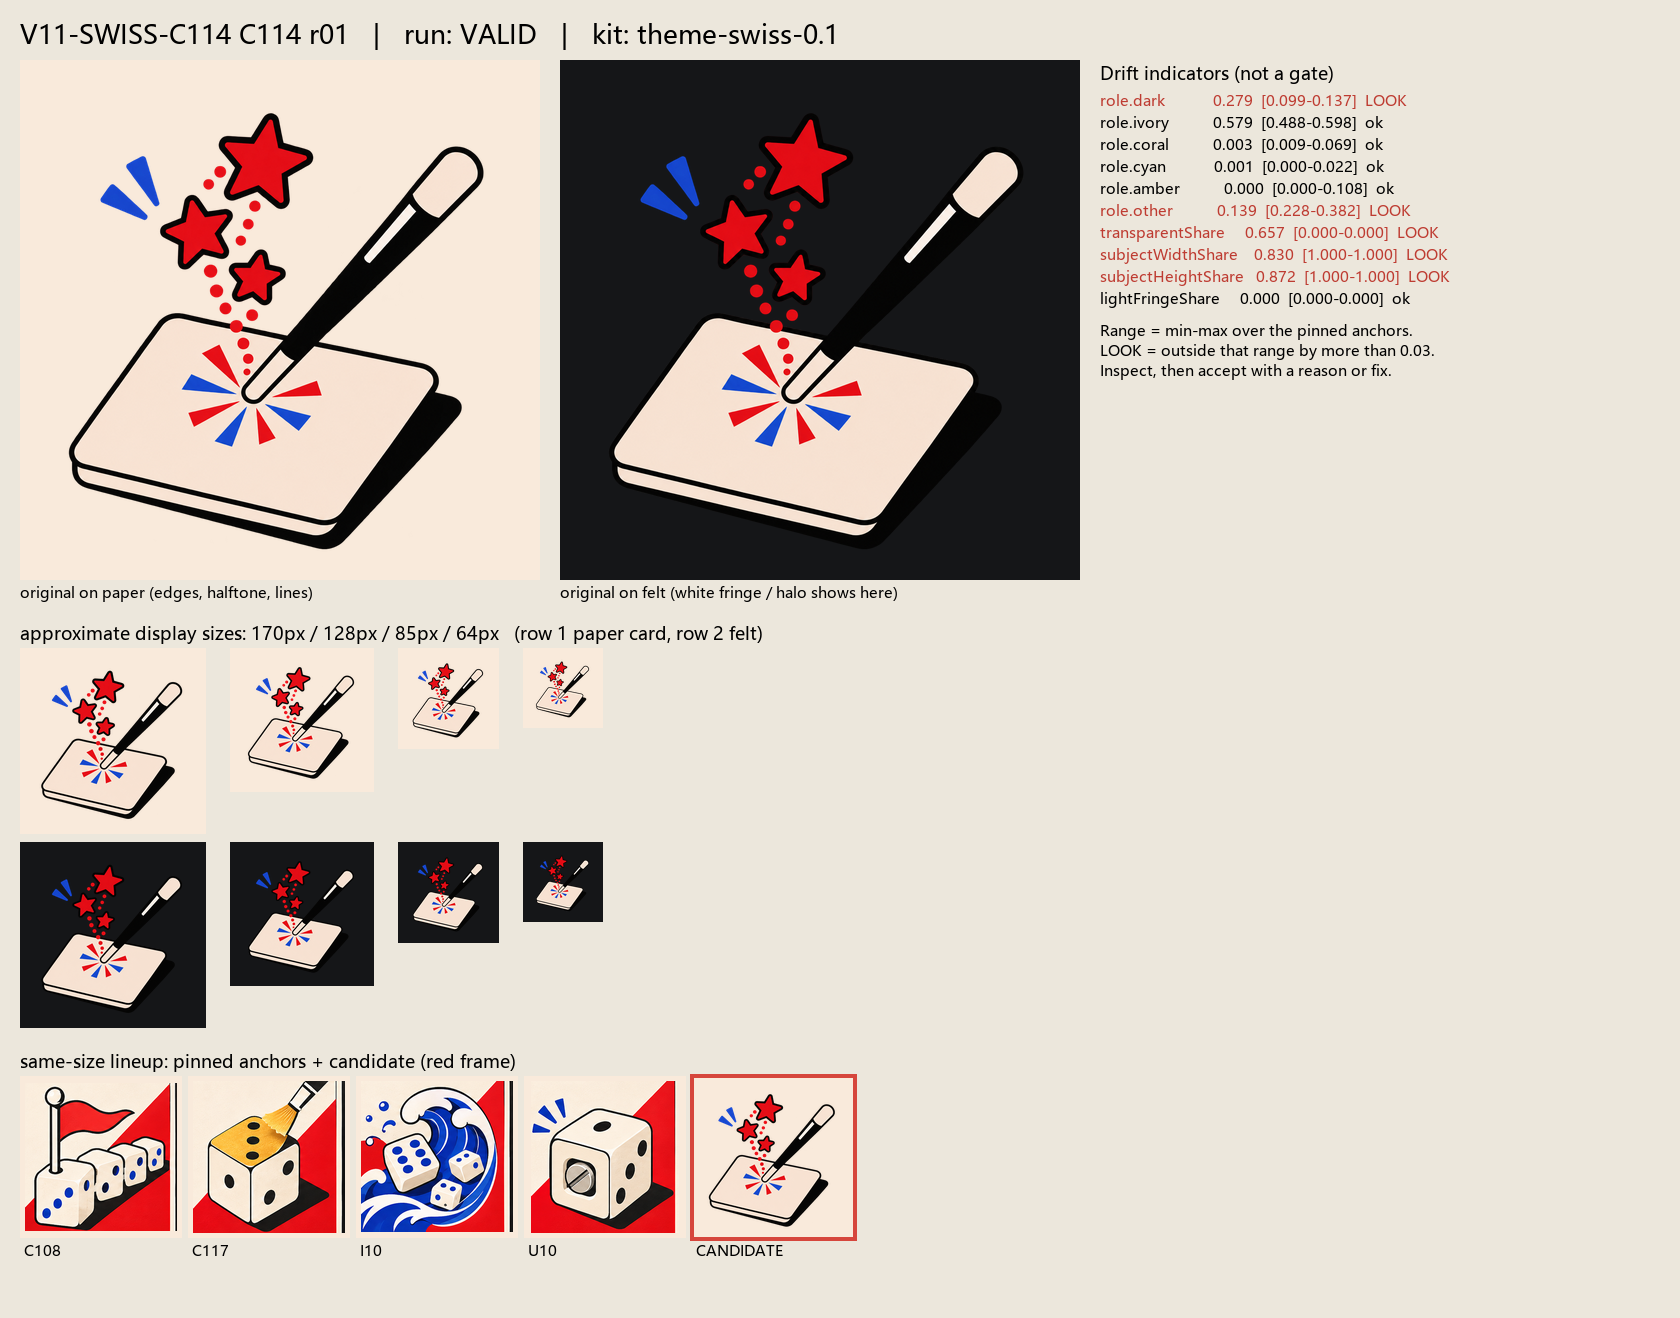 V11-SWISS-C114 C114 r01   |   run: VALID   |   kit: theme-swiss-0.1
Drift indicators (not a gate)
role.dark 0.279 [0.099-0.137] LOOK
role.ivory 0.579 [0.488-0.598] ok
role.coral 0.003 [0.009-0.069] ok
role.cyan 0.001 [0.000-0.022] ok
role.amber 0.000 [0.000-0.108] ok
role.other 0.139 [0.228-0.382] LOOK
transparentShare 0.657 [0.000-0.000] LOOK
subjectWidthShare 0.830 [1.000-1.000] LOOK
subjectHeightShare 0.872 [1.000-1.000] LOOK
lightFringeShare 0.000 [0.000-0.000] ok
Range = min-max over the pinned anchors.
LOOK = outside that range by more than 0.03.
Inspect, then accept with a reason or fix.
original on paper (edges, halftone, lines)
original on felt (white fringe / halo shows here)
approximate display sizes: 170px / 128px / 85px / 64px   (row 1 paper card, row 2 felt)
same-size lineup: pinned anchors + candidate (red frame)
C108
C117
I10
U10
CANDIDATE